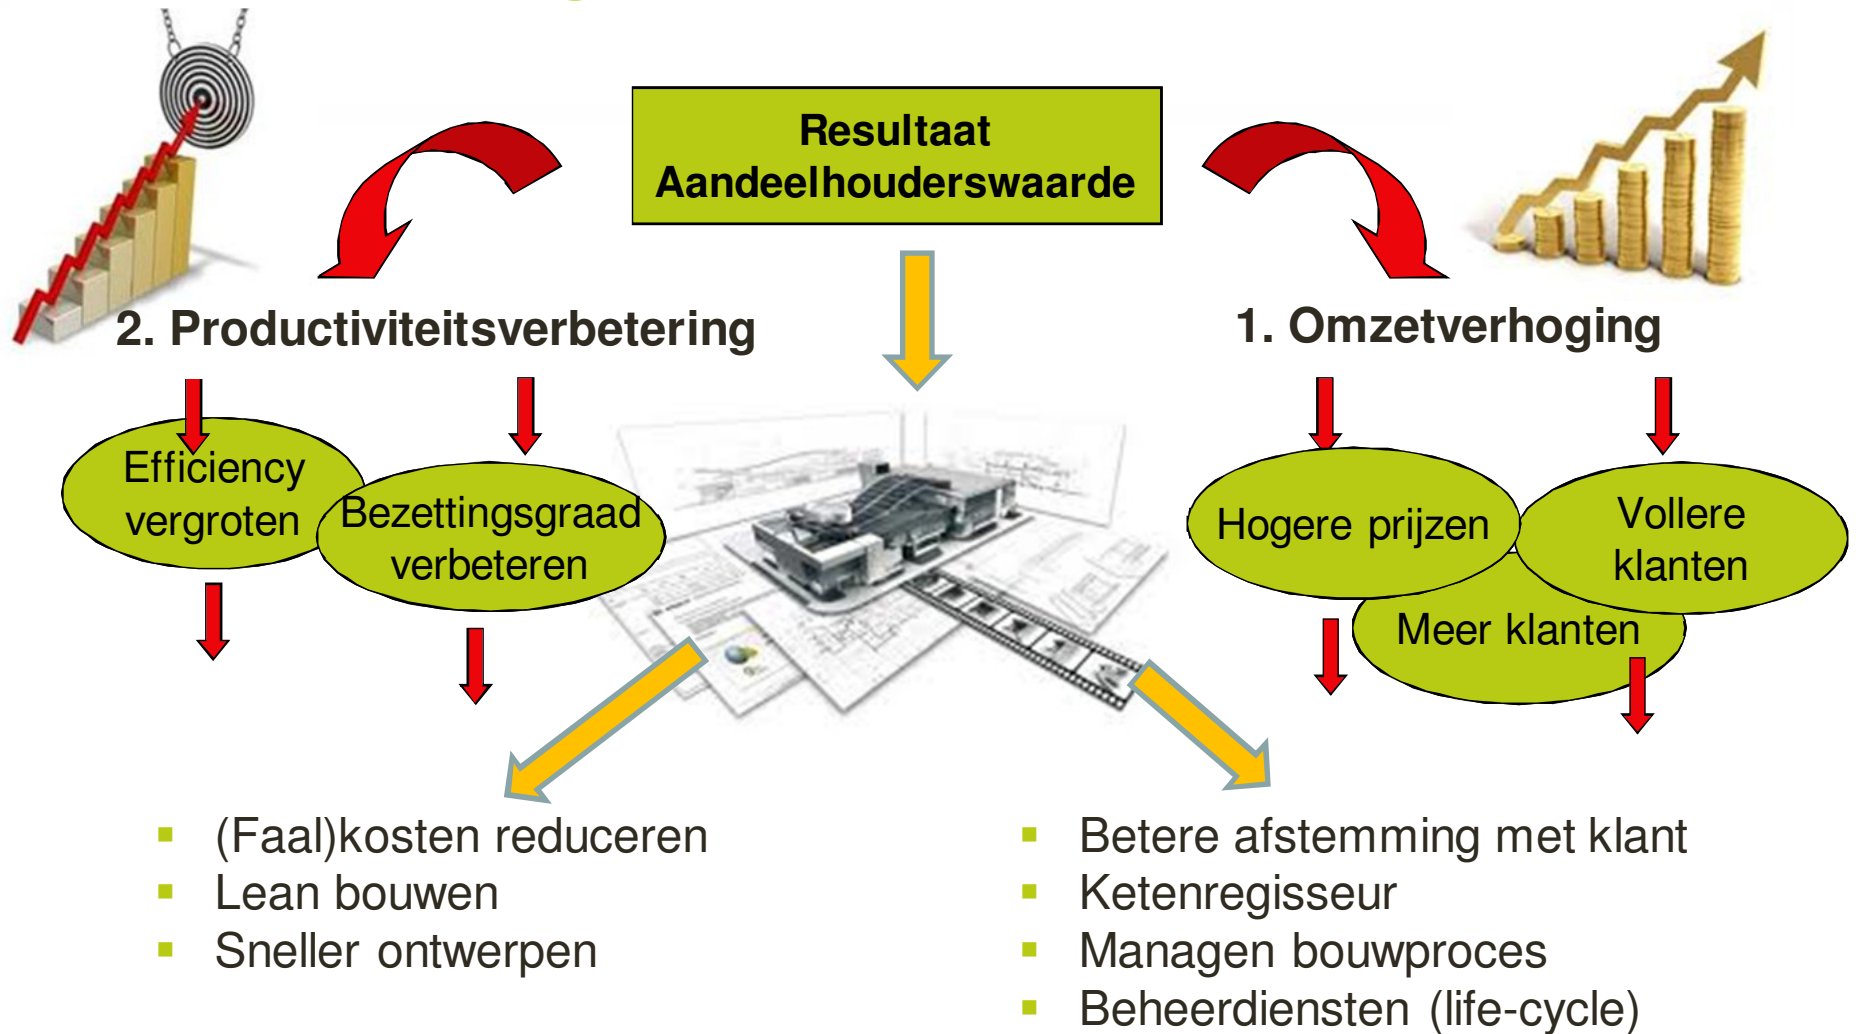 Resultaat
Aandeelhouderswaarde
2. Productiviteitsverbetering
1. Omzetverhoging
Efficiency
vergroten
Bezettingsgraad
verbeteren
Hogere prijzen
Vollere
klanten
Meer klanten
(Faal)kosten reduceren
Lean bouwen
Sneller ontwerpen
Betere afstemming met klant
Ketenregisseur
Managen bouwproces
Beheerdiensten (life-cycle)